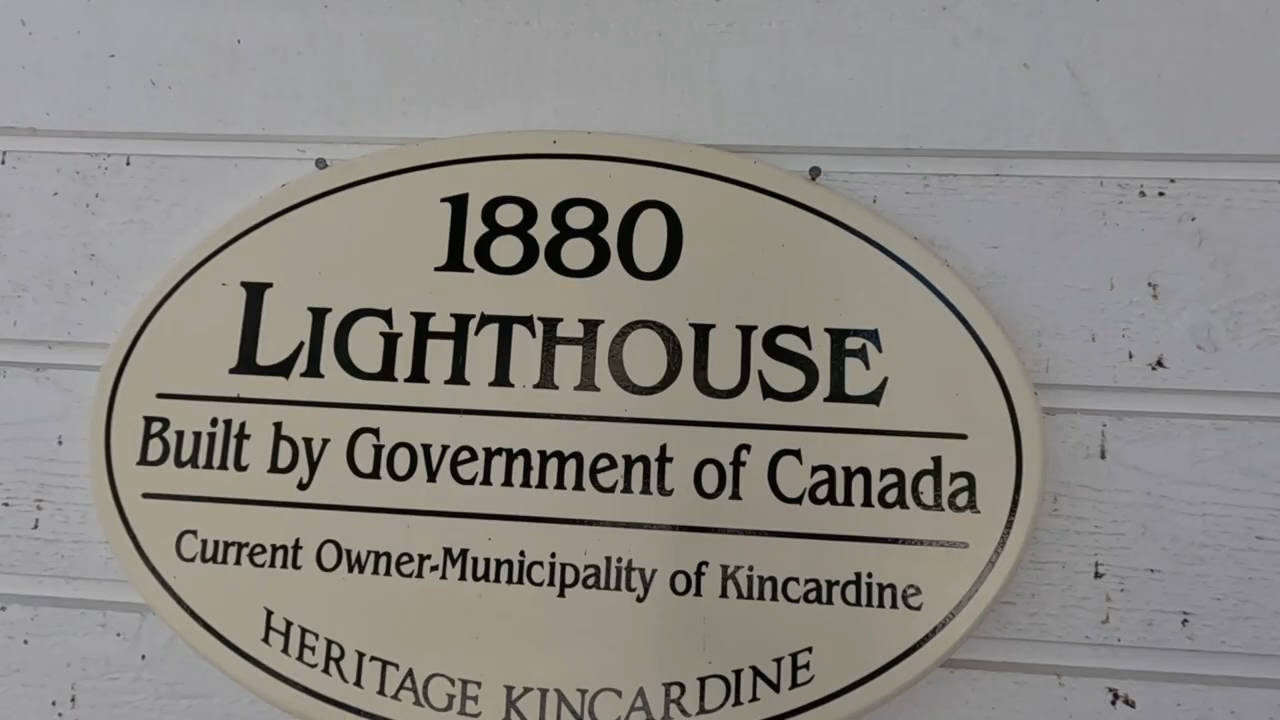 1880
LIGHTHOUSE
Built by Government of Canada
Current Owner-Municipality of Kincardine
HERITAGE KINCARDINE